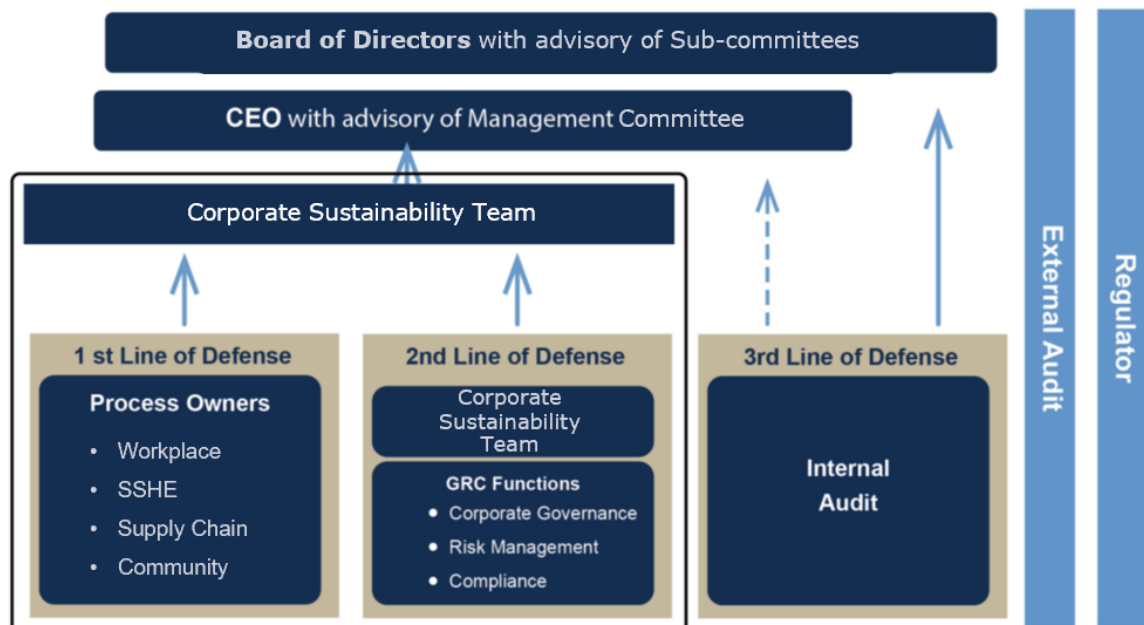 Board of Directors with advisory of Sub-committees
CEO with advisory of Management Committee
Corporate Sustainability Team
1 st Line of Defense
Process Owners
• Workplace
• SSHE
• Supply Chain
• Community
2nd Line of Defense
Corporate
Sustainability
Team
GRC Functions
• Corporate Governance
• Risk Management
• Compliance
3rd Line of Defense
Internal
Audit
External Audit
Regulator